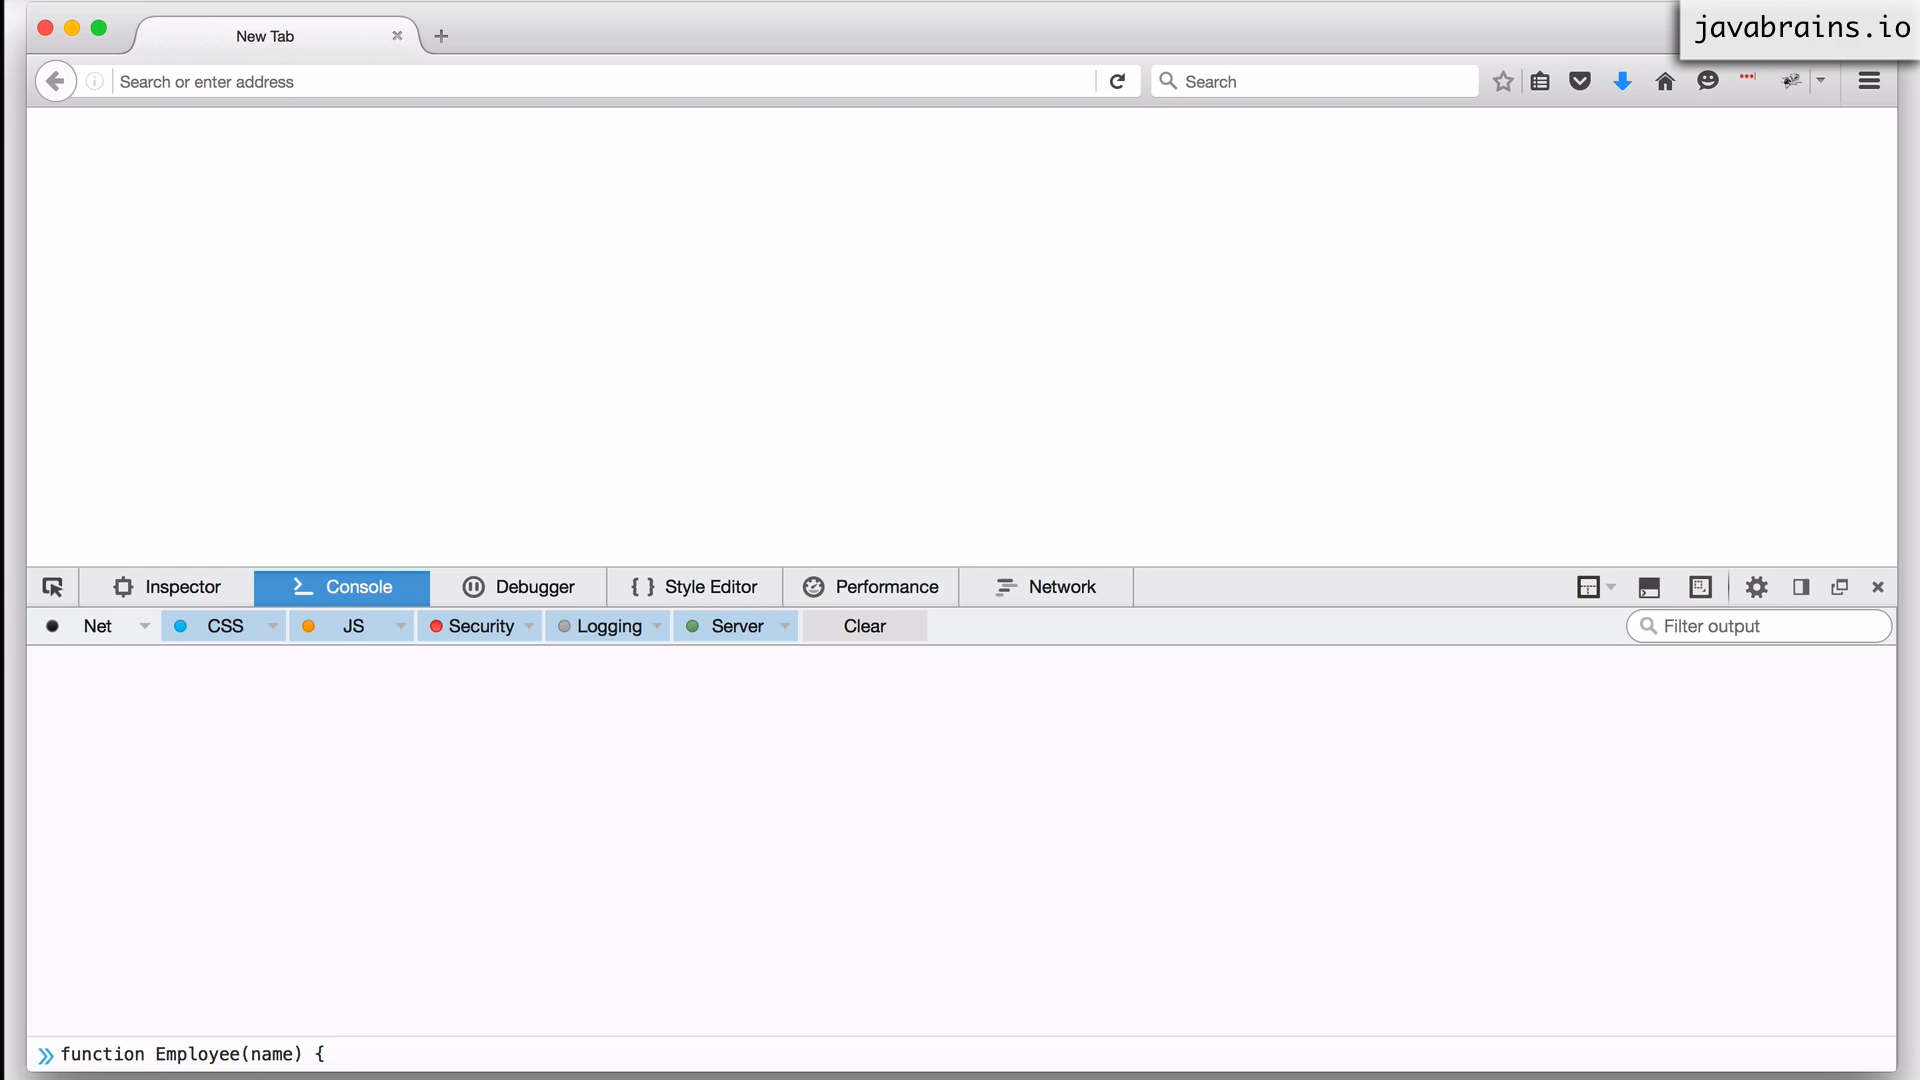 New Tab
javabrains.io
Search or enter address
Search
Inspector
Console
Debugger
Style Editor
Performance
Network
Net
CSS
JS
Security
Logging
Server
Clear
Filter output
function Employee(name) {